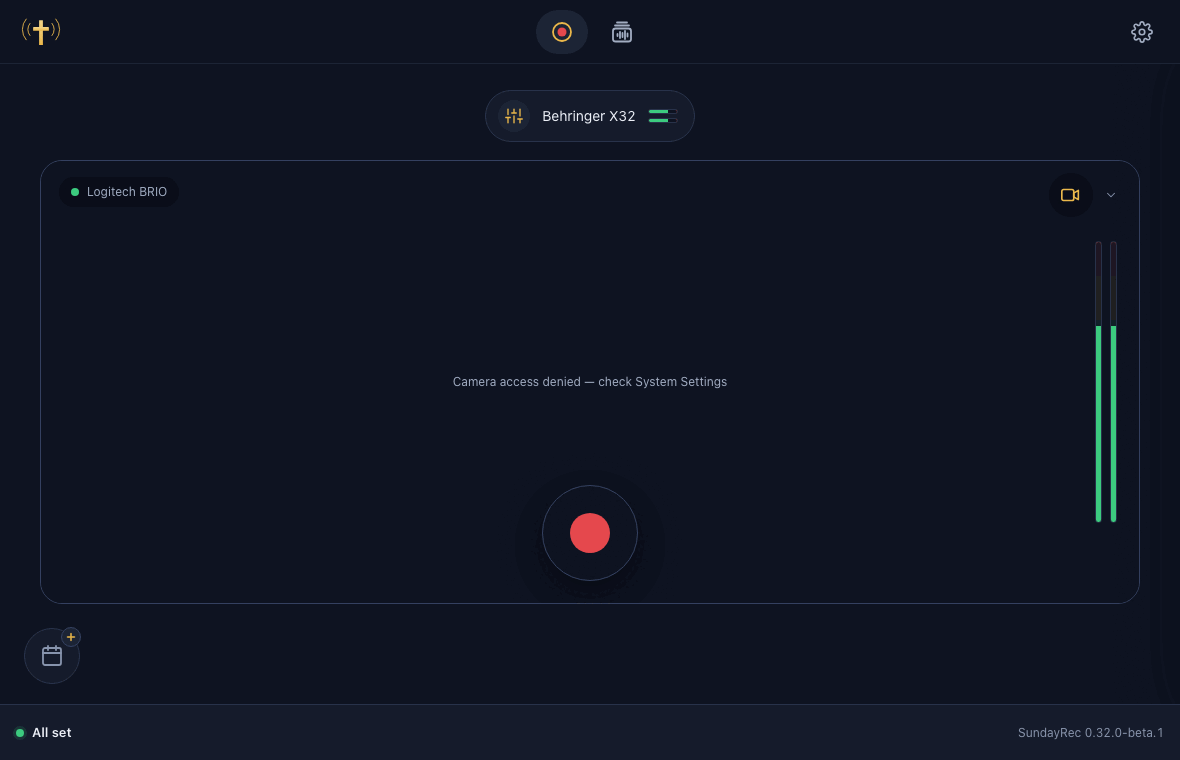 Behringer X32
Logitech BRIO
Camera access denied — check System Settings
All set
SundayRec 0.32.0-beta.1